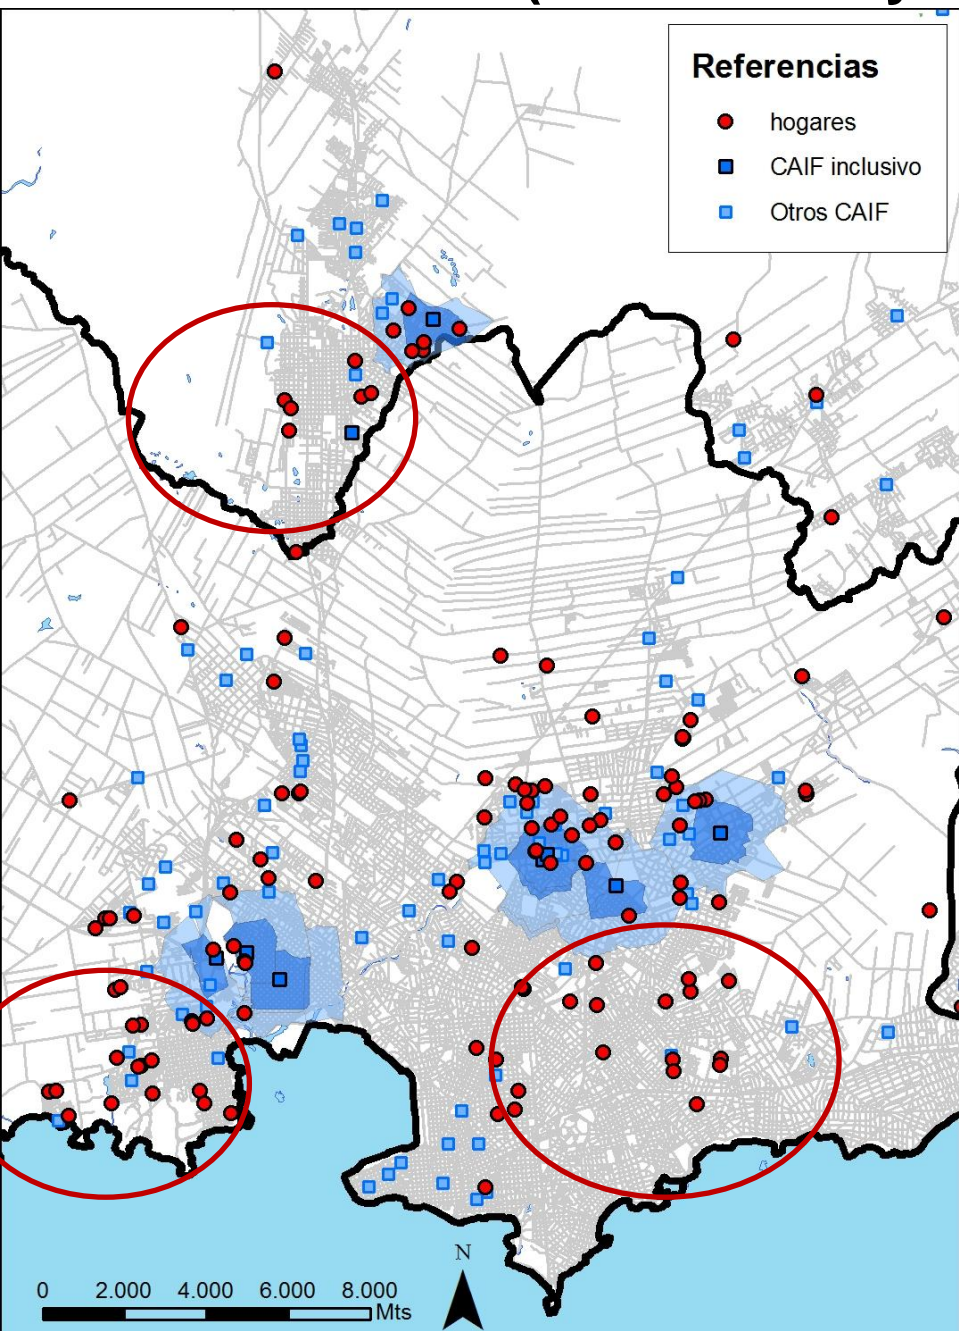 Referencias
hogares
CAIF inclusivo
Otros CAIF
N
0 2.000 4.000 6.000 8.000
Mts